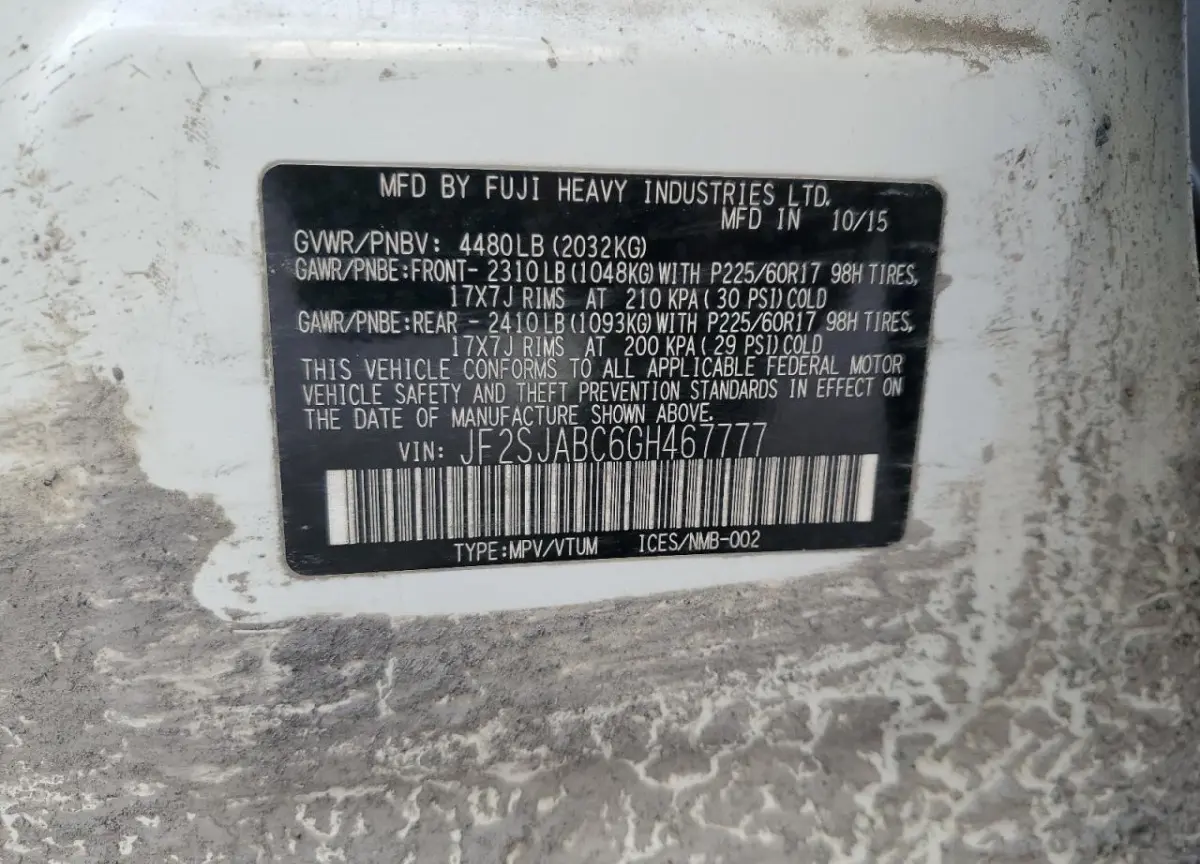 MFD BY FUJI HEAVY INDUSTRIES LTD.
MFD IN 10/15
GVWR/PNBV: 4480LB (2032KG)
GAWR/PNBE:FRONT- 2310LB (1048KG) WITH P225/60R17 98H TIRES,
17X7J RIMS AT 210 KPA (30 PSI) COLD
GAWR/PNBE:REAR - 2410LB (1093KG) WITH P225/60R17 98H TIRES,
17X7J RIMS AT 200 KPA (29 PSI) COLD
THIS VEHICLE CONFORMS TO ALL APPLICABLE FEDERAL MOTOR
VEHICLE SAFETY AND THEFT PREVENTION STANDARDS IN EFFECT ON
THE DATE OF MANUFACTURE SHOWN ABOVE.
VIN: JF2SJABC6GH467777
TYPE:MPV/VTUM ICES/NMB-002